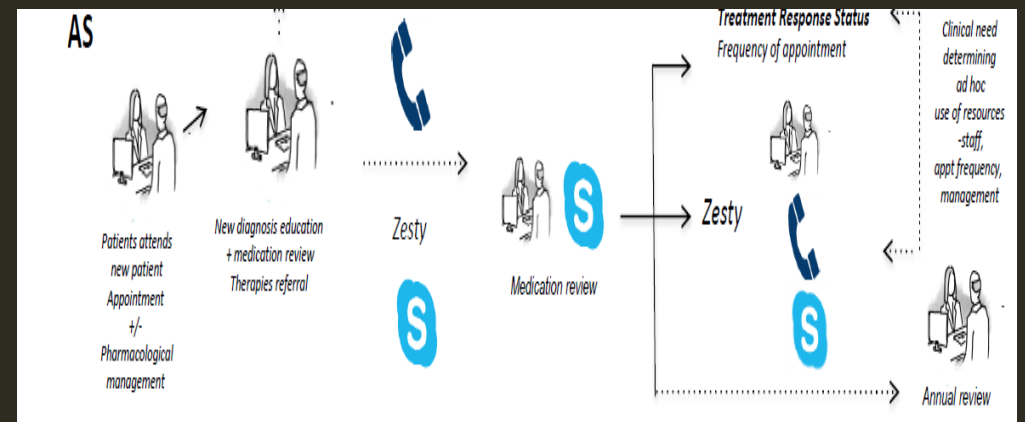 AS
Patients attends
new patient
Appointment
+/-
Pharmacological
management
New diagnosis education
+ medication review
Therapies referral
Zesty
S
Medication review
S
Treatment Response Status
Frequency of appointment
Zesty
S
Clinical need
determining
ad hoc
use of resources
-staff,
appt frequency,
management
Annual review